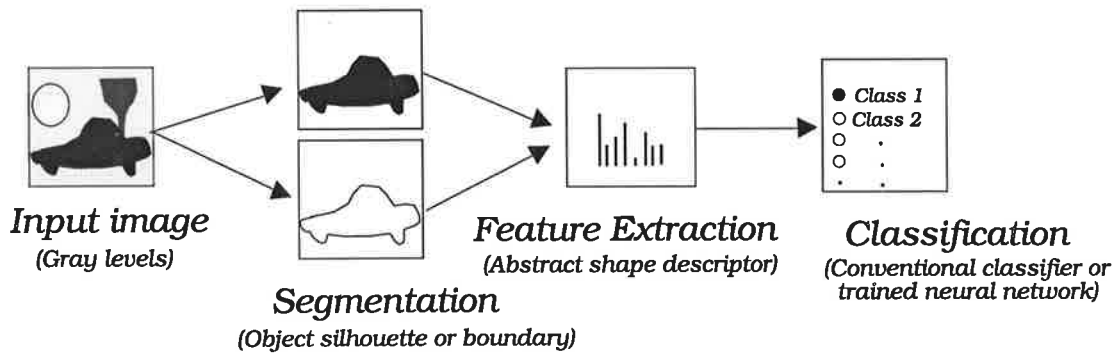 Class 1
Class 2
Input image
(Gray levels)
Segmentation
(Object silhouette or boundary)
Feature Extraction
(Abstract shape descriptor)
Classification
(Conventional classifier or
trained neural network)